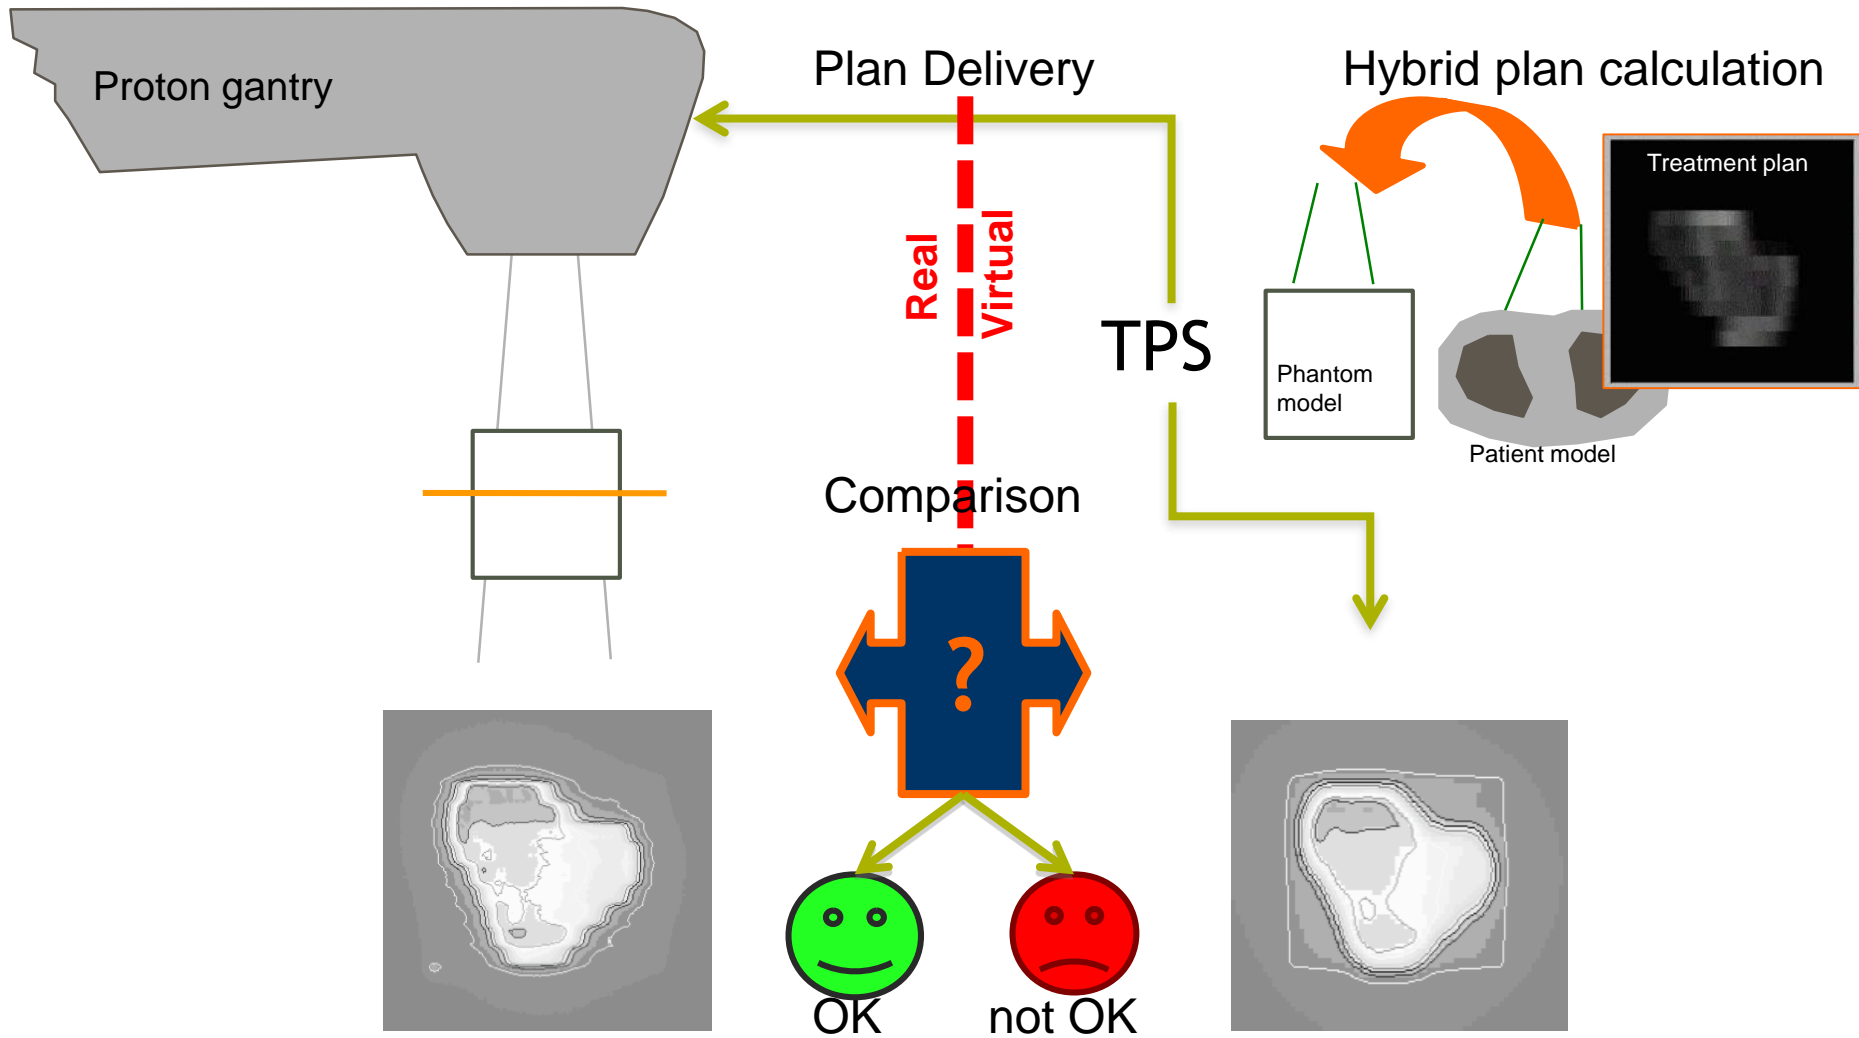 Proton gantry
Plan Delivery
Hybrid plan calculation
Treatment plan
Real
Virtual
TPS
Phantom
model
Patient model
Comparison
?
OK
not OK